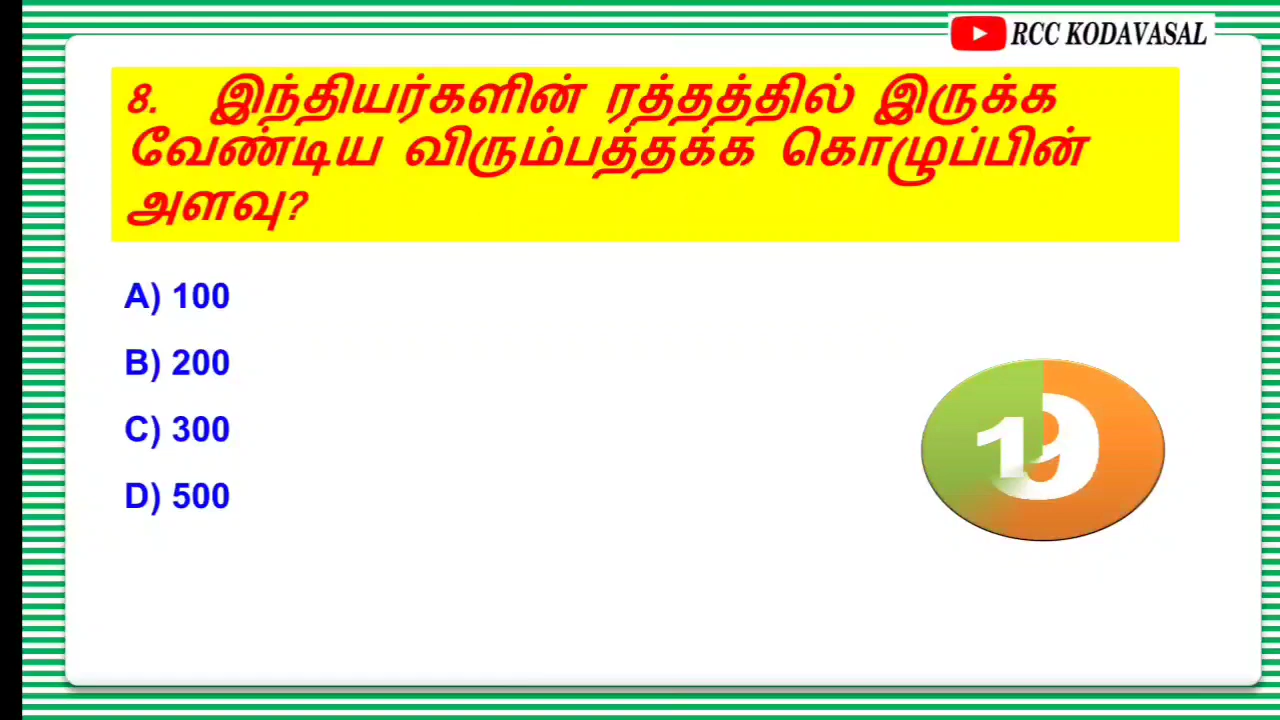 RCC KODAVASAL
8. இந்தியர்களின் ரத்தத்தில் இருக்க
வேண்டிய விரும்பத்தக்க கொழுப்பின்
அளவு?
A) 100
B) 200
C) 300
D) 500